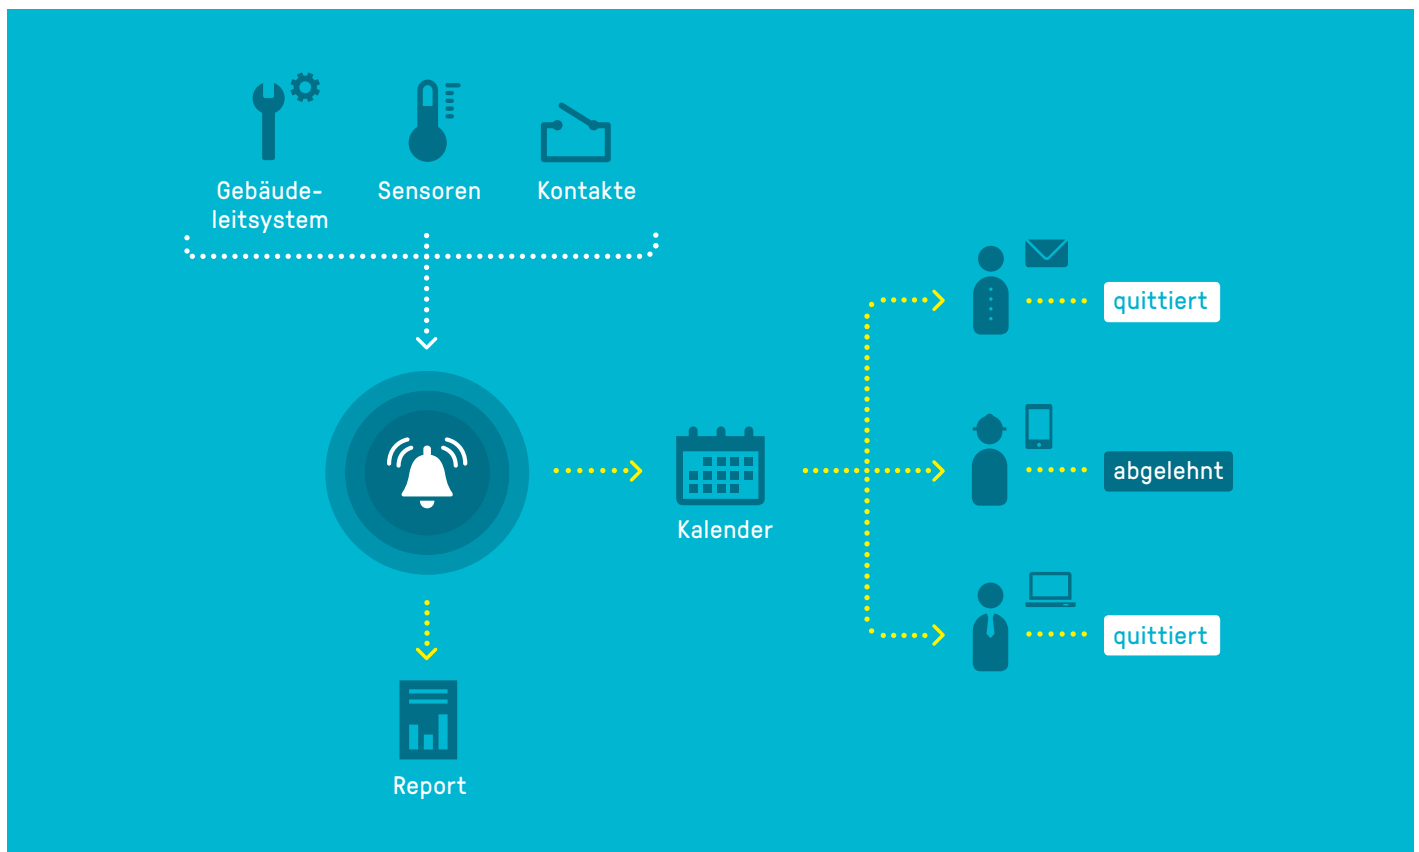 Gebäude-
leitsystem
Sensoren
Kontakte
quittiert
abgelehnt
Kalender
quittiert
Report